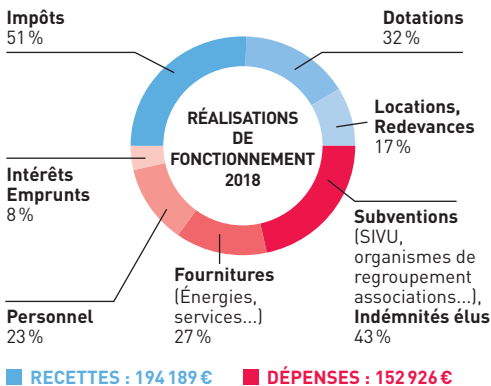 Impôts
51 %
Dotations
32 %
Locations,
Redevances
17 %
RÉALISATIONS
DE
FONCTIONNEMENT
2018
Intérêts
Emprunts
8 %
Personnel
23 %
Fournitures
(Énergies,
services...)
27 %
Subventions
(SIVU,
organismes de
regroupement
associations...),
Indémnités élus
43 %
RECETTES : 194 189 €
DÉPENSES : 152 926 €